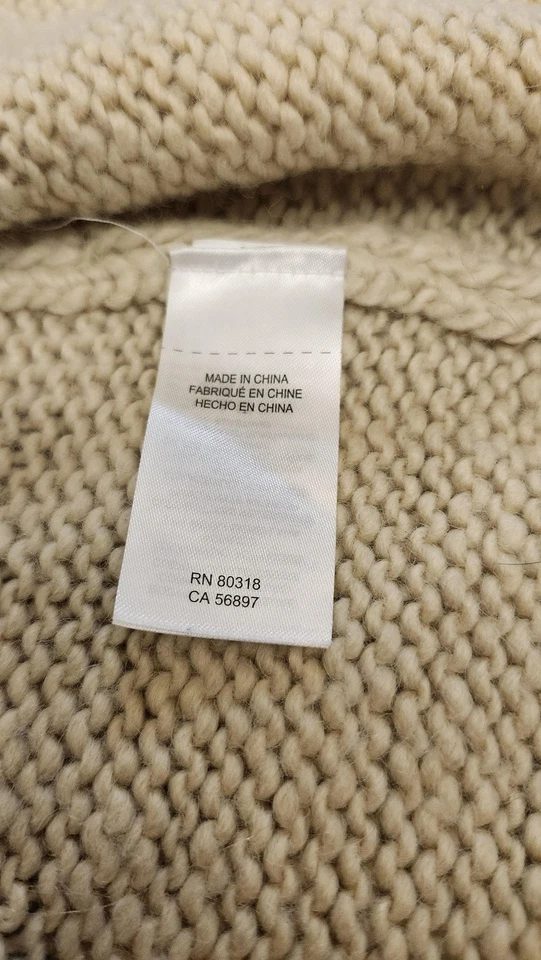 MADE IN CHINA
FABRIQUÉ EN CHINE
HECHO EN CHINA
RN 80318
CA 56897